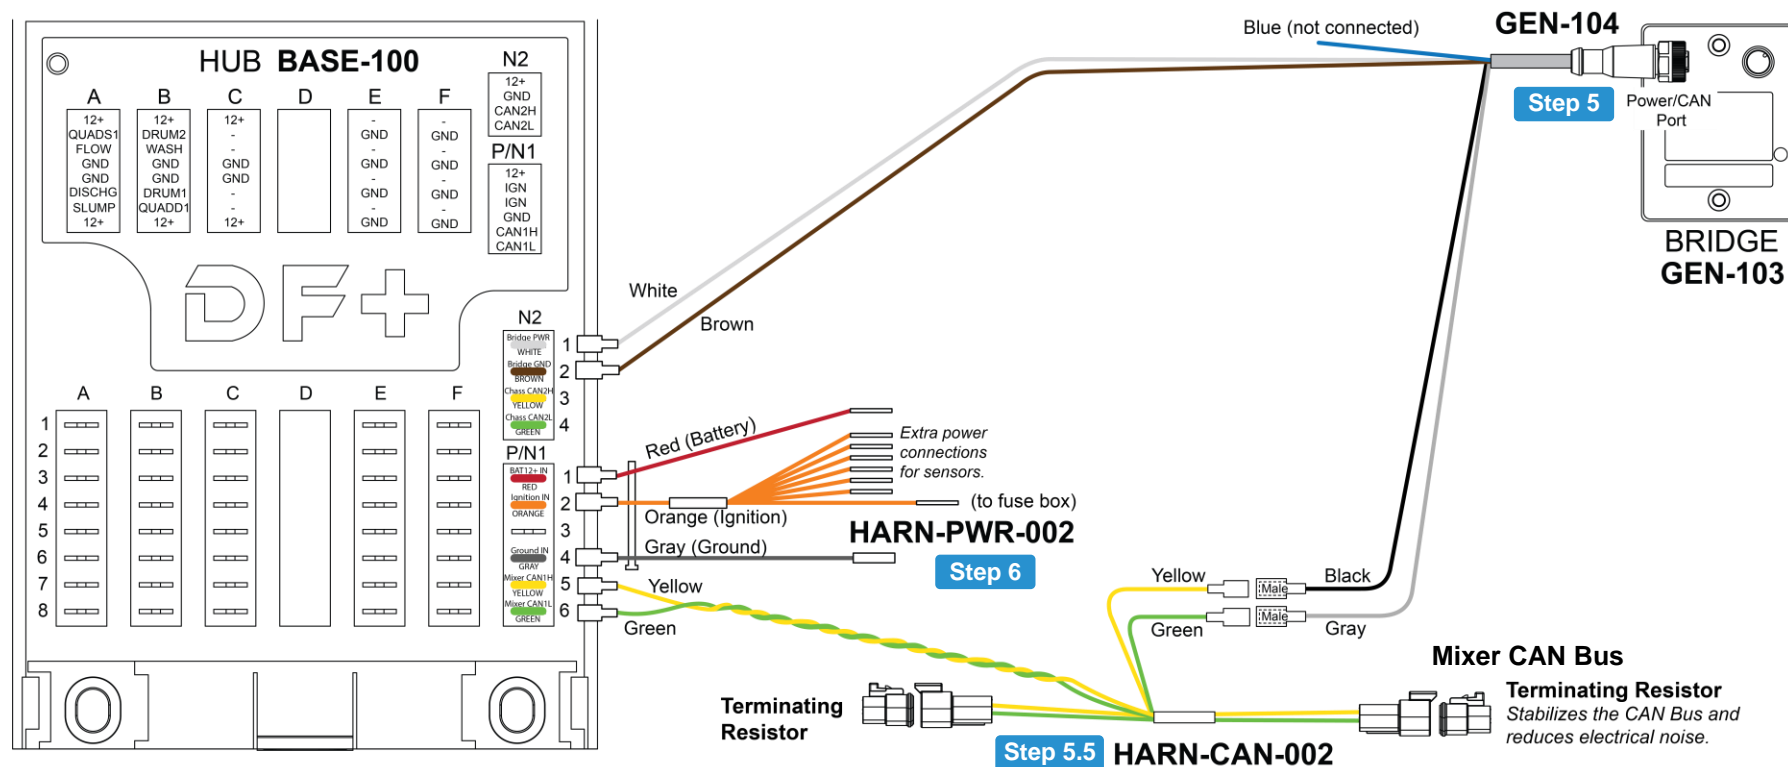 HUB BASE-100
N2
12+
GND
CAN2H
CAN2L
P/N1
12+
IGN
IGN
GND
CAN1H
CAN1L
A
12+
QUADS1
FLOW
GND
GND
DISCHG
SLUMP
12+
B
12+
DRUM2
WASH
GND
GND
DRUM1
QUADD1
12+
C
12+
-
-
GND
GND
-
-
12+
D
E
-
GND
-
GND
-
GND
-
GND
F
-
GND
-
GND
-
GND
-
GND
DF+
N2
Bridge PWR
WHITE
1
Bridge GND
BROWN
2
Chass CAN2H
YELLOW
3
Chass CAN2L
GREEN
4
P/N1
BAT12+ IN
RED
1
Ignition IN
ORANGE
2
3
Ground IN
GRAY
4
Mixer CAN1H
YELLOW
5
Mixer CAN1L
GREEN
6
A B C D E F
1
2
3
4
5
6
7
8
White
Brown
Blue (not connected)
GEN-104
Step 5
Power/CAN
Port
BRIDGE
GEN-103
Red (Battery)
Extra power
connections
for sensors.
(to fuse box)
Orange (Ignition)
HARN-PWR-002
Gray (Ground)
Step 6
Yellow
Green
Yellow
Male
Black
Green
Male
Gray
Mixer CAN Bus
Terminating
Resistor
Terminating Resistor
Stabilizes the CAN Bus and
reduces electrical noise.
Step 5.5
HARN-CAN-002